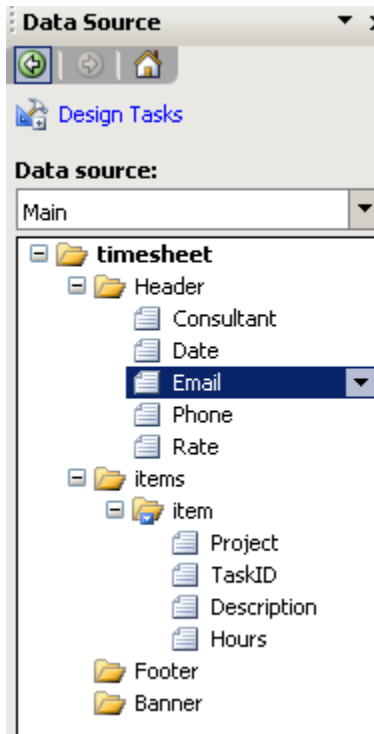 Data Source
Design Tasks
Data source:
Main
timesheet
Header
Consultant
Date
Email
Phone
Rate
items
item
Project
TaskID
Description
Hours
Footer
Banner